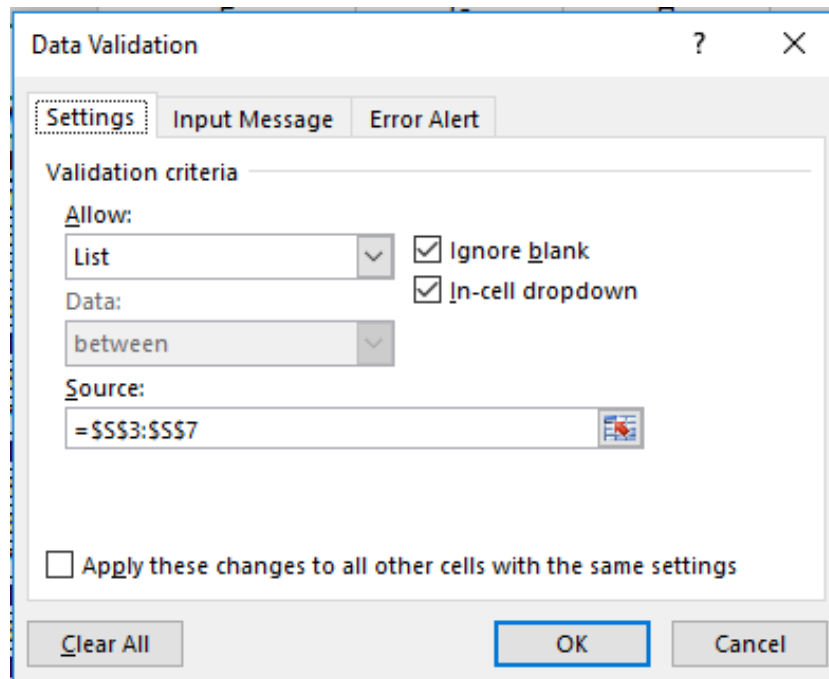 Data Validation ? ×
Settings Input Message Error Alert
Validation criteria
Allow:
List
Ignore blank
In-cell dropdown
Data:
between
Source:
=$S$3:$S$7
Apply these changes to all other cells with the same settings
Clear All OK Cancel